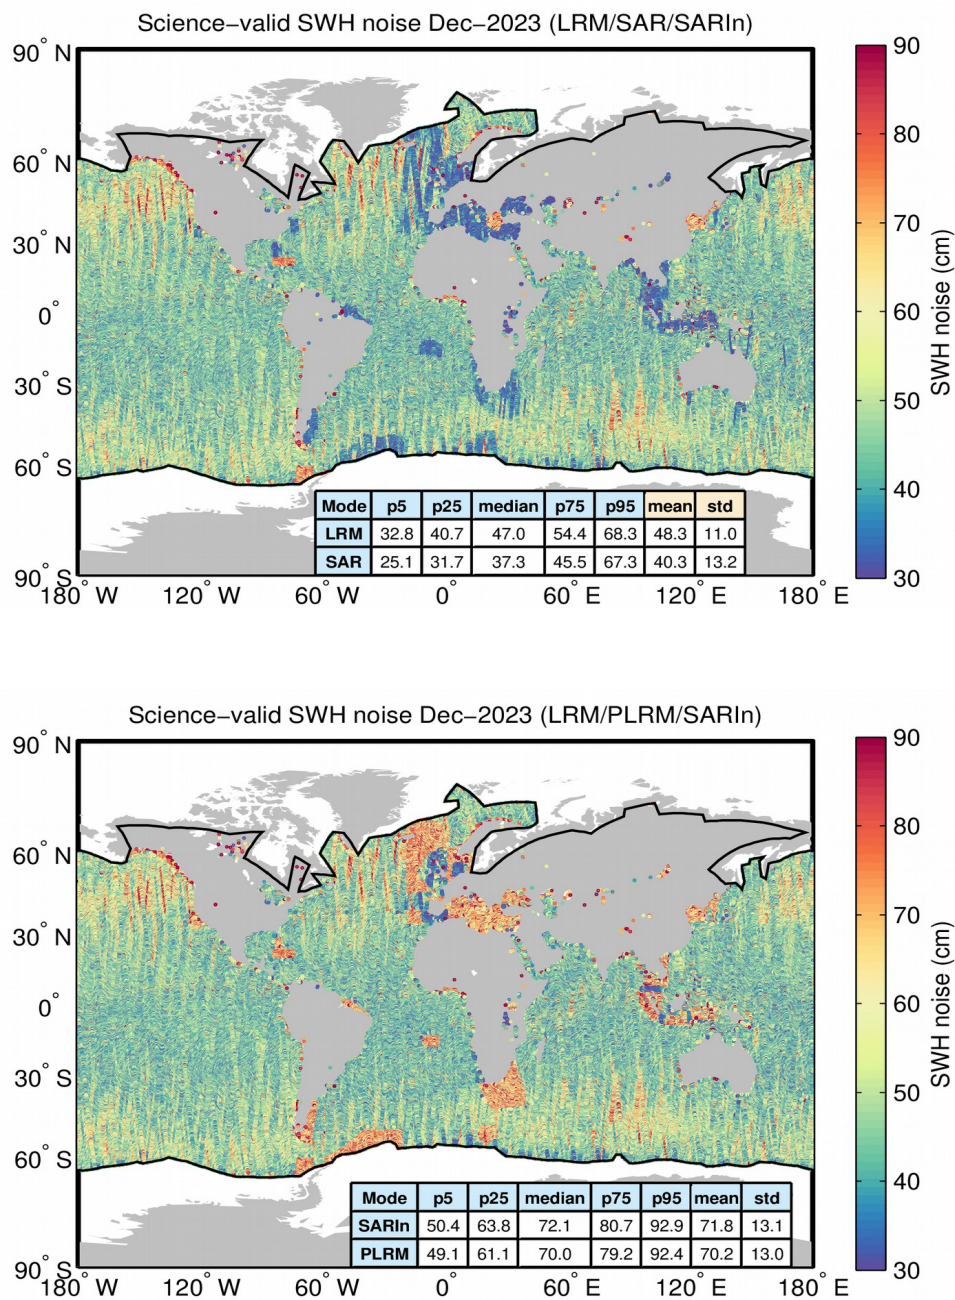 Science−valid SWH noise Dec−2023 (LRM/SAR/SARIn)
90° N
60° N
30° N
0°
30° S
60° S
90° S
180° W 120° W 60° W 0° 60° E 120° E 180° E
90
80
70
60
50
40
30
SWH noise (cm)
Mode p5 p25 median p75 p95 mean std
LRM 32.8 40.7 47.0 54.4 68.3 48.3 11.0
SAR 25.1 31.7 37.3 45.5 67.3 40.3 13.2
Science−valid SWH noise Dec−2023 (LRM/PLRM/SARIn)
90° N
60° N
30° N
0°
30° S
60° S
90° S
180° W 120° W 60° W 0° 60° E 120° E 180° E
90
80
70
60
50
40
30
SWH noise (cm)
Mode p5 p25 median p75 p95 mean std
SARIn 50.4 63.8 72.1 80.7 92.9 71.8 13.1
PLRM 49.1 61.1 70.0 79.2 92.4 70.2 13.0